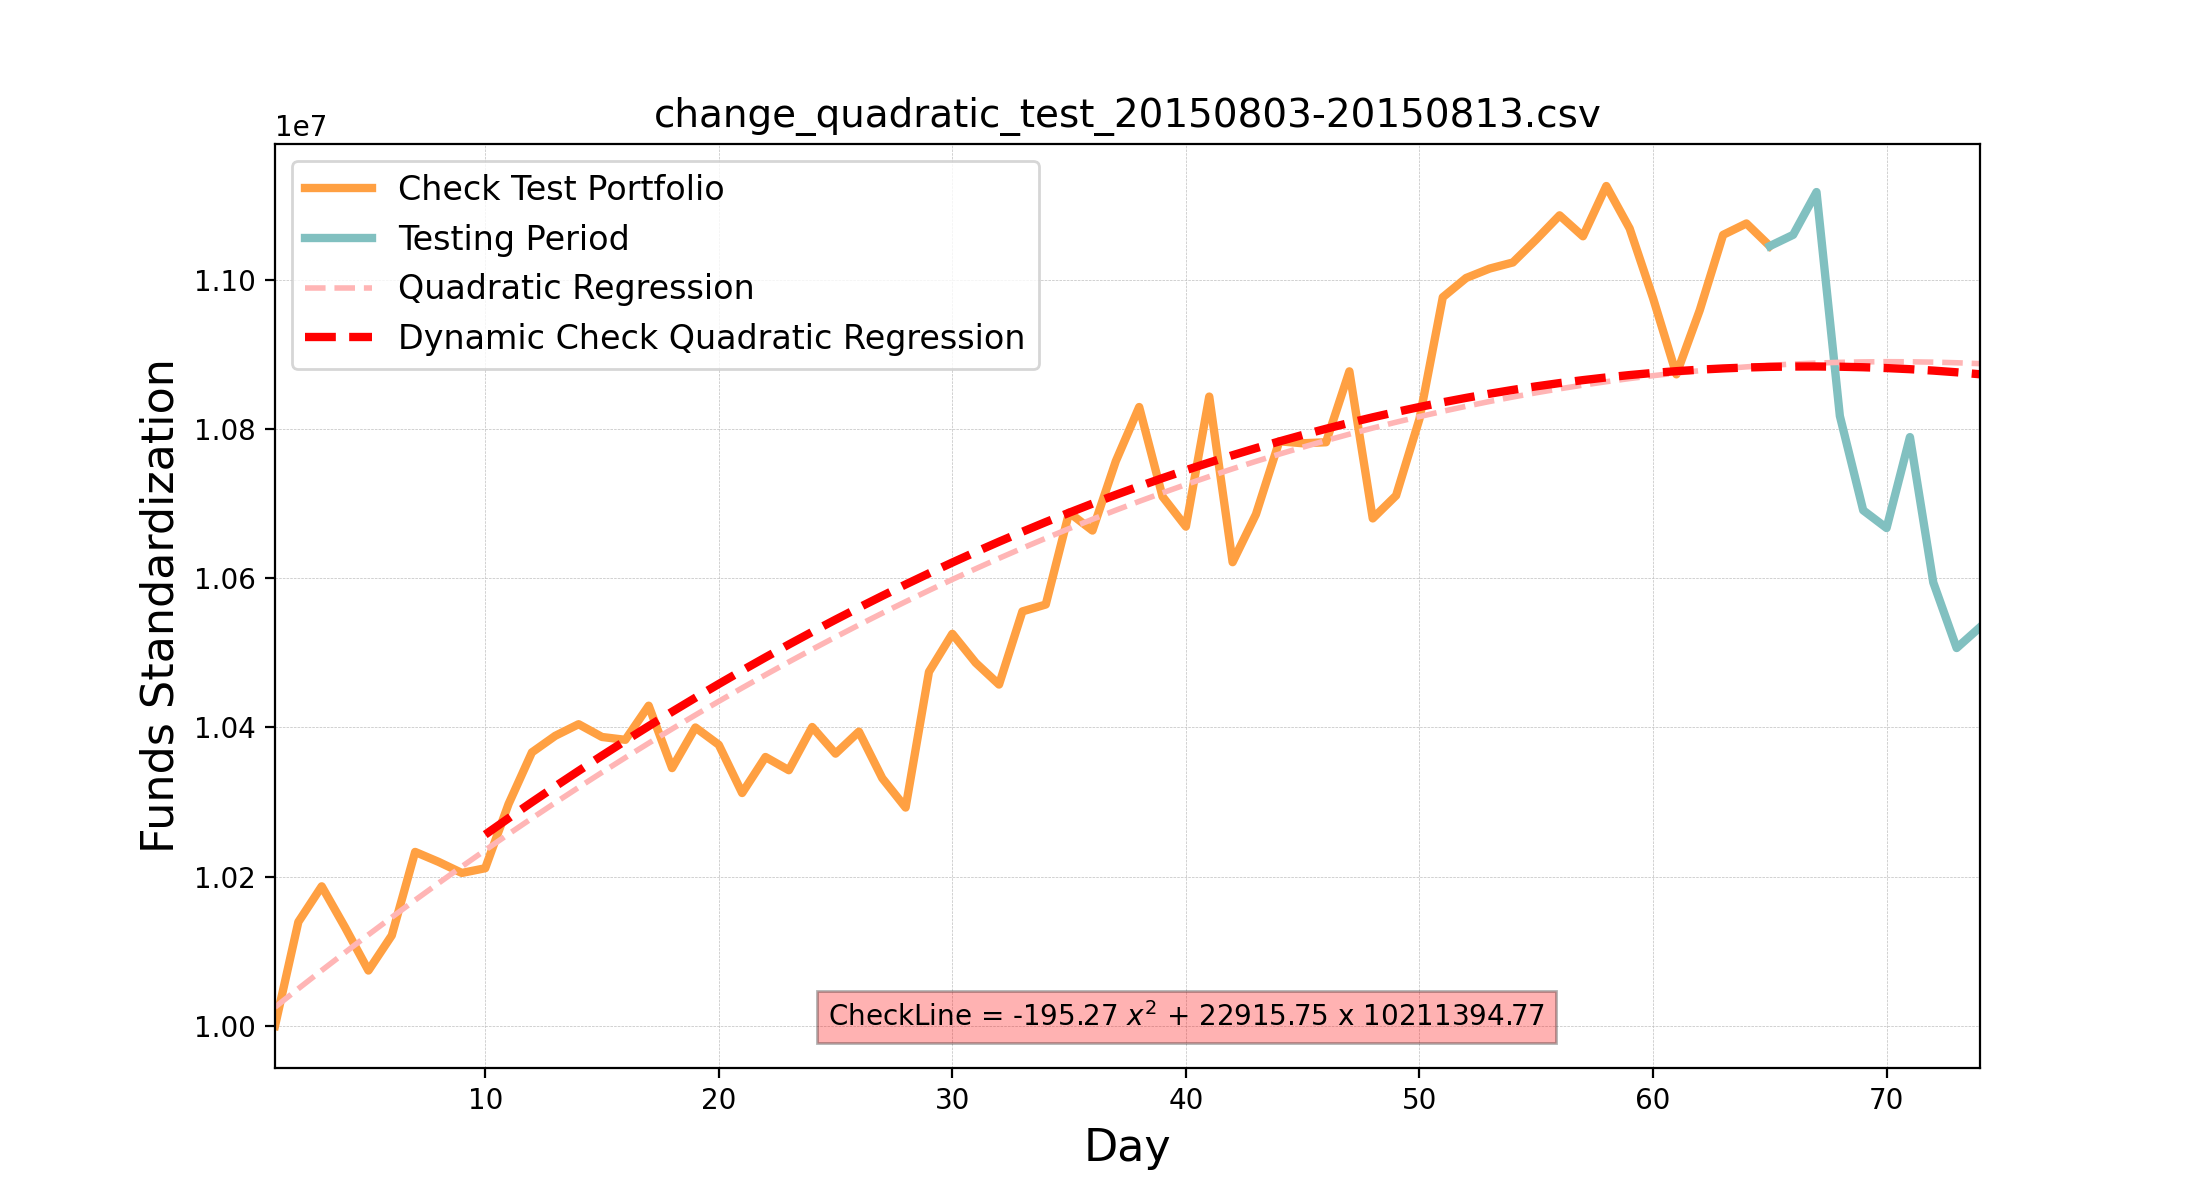 change_quadratic_test_20150803-20150813.csv
1e7
Check Test Portfolio
Testing Period
Quadratic Regression
Dynamic Check Quadratic Regression
1.10
1.08
1.06
1.04
1.02
1.00
Funds Standardization
CheckLine = -195.27 x² + 22915.75 x 10211394.77
10 20 30 40 50 60 70
Day